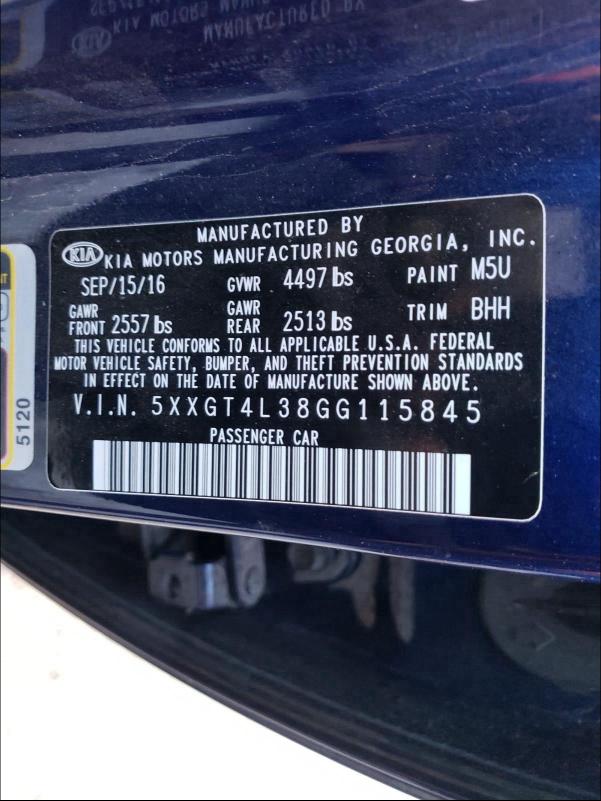 MANUFACTURED BY
KIA KIA MOTORS MANUFACTURING GEORGIA, INC.
SEP/15/16 GVWR 4497 lbs PAINT M5U
GAWR FRONT 2557 lbs GAWR REAR 2513 lbs TRIM BHH
THIS VEHICLE CONFORMS TO ALL APPLICABLE U.S.A. FEDERAL
MOTOR VEHICLE SAFETY, BUMPER, AND THEFT PREVENTION STANDARDS
IN EFFECT ON THE DATE OF MANUFACTURE SHOWN ABOVE.
V.I.N. 5XXGT4L38GG115845
PASSENGER CAR
5120